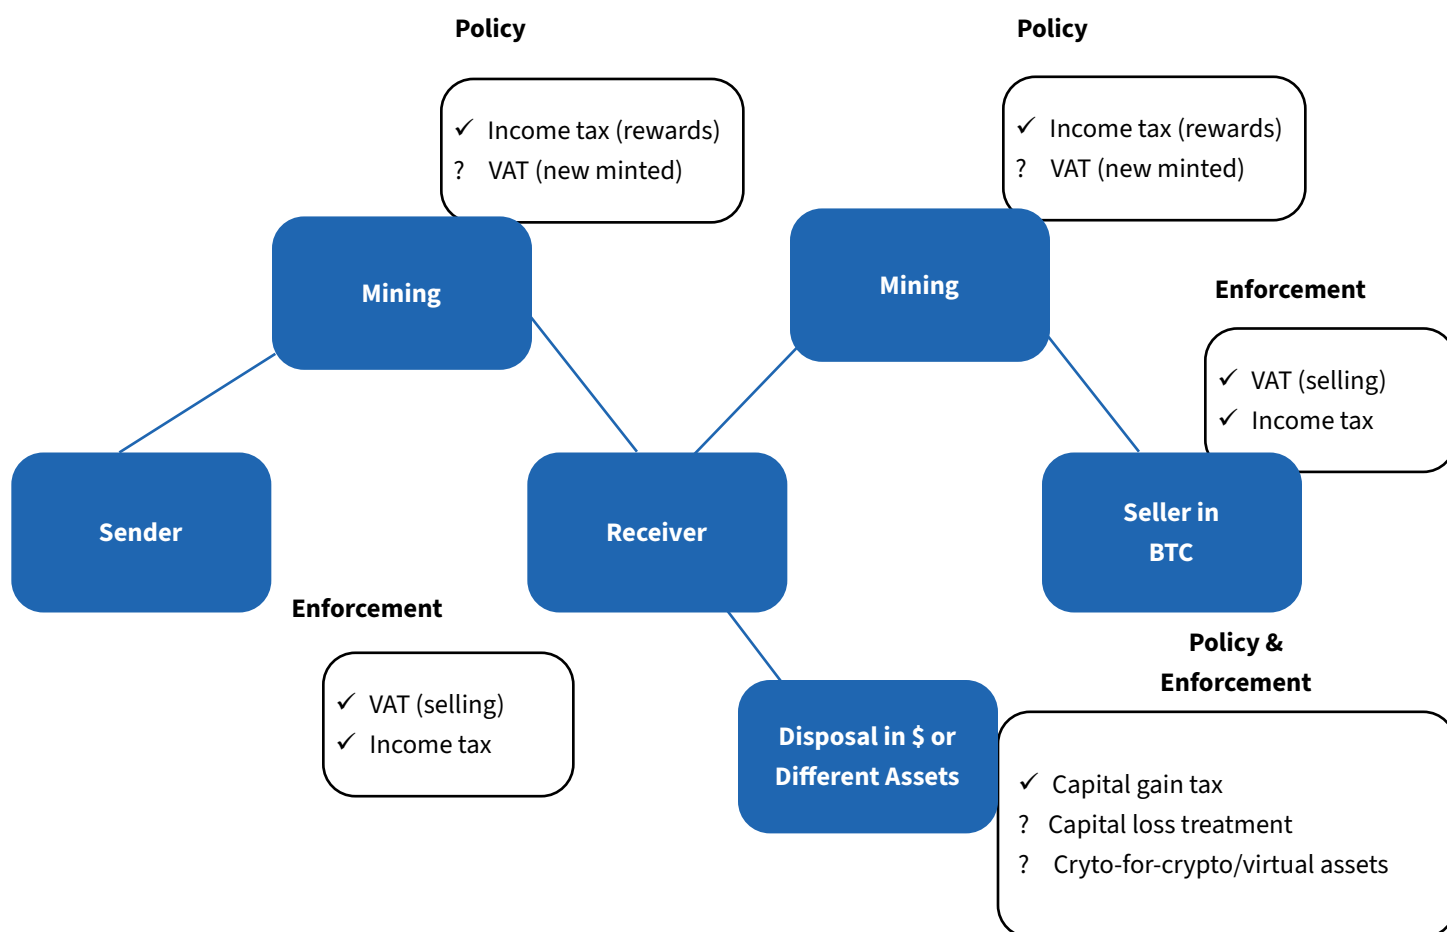 Policy
Policy
✓ Income tax (rewards)
? VAT (new minted)
✓ Income tax (rewards)
? VAT (new minted)
Mining
Mining
Enforcement
✓ VAT (selling)
✓ Income tax
Sender
Receiver
Seller in
BTC
Enforcement
✓ VAT (selling)
✓ Income tax
Policy &
Enforcement
Disposal in $ or
Different Assets
✓ Capital gain tax
? Capital loss treatment
? Cryto-for-crypto/virtual assets